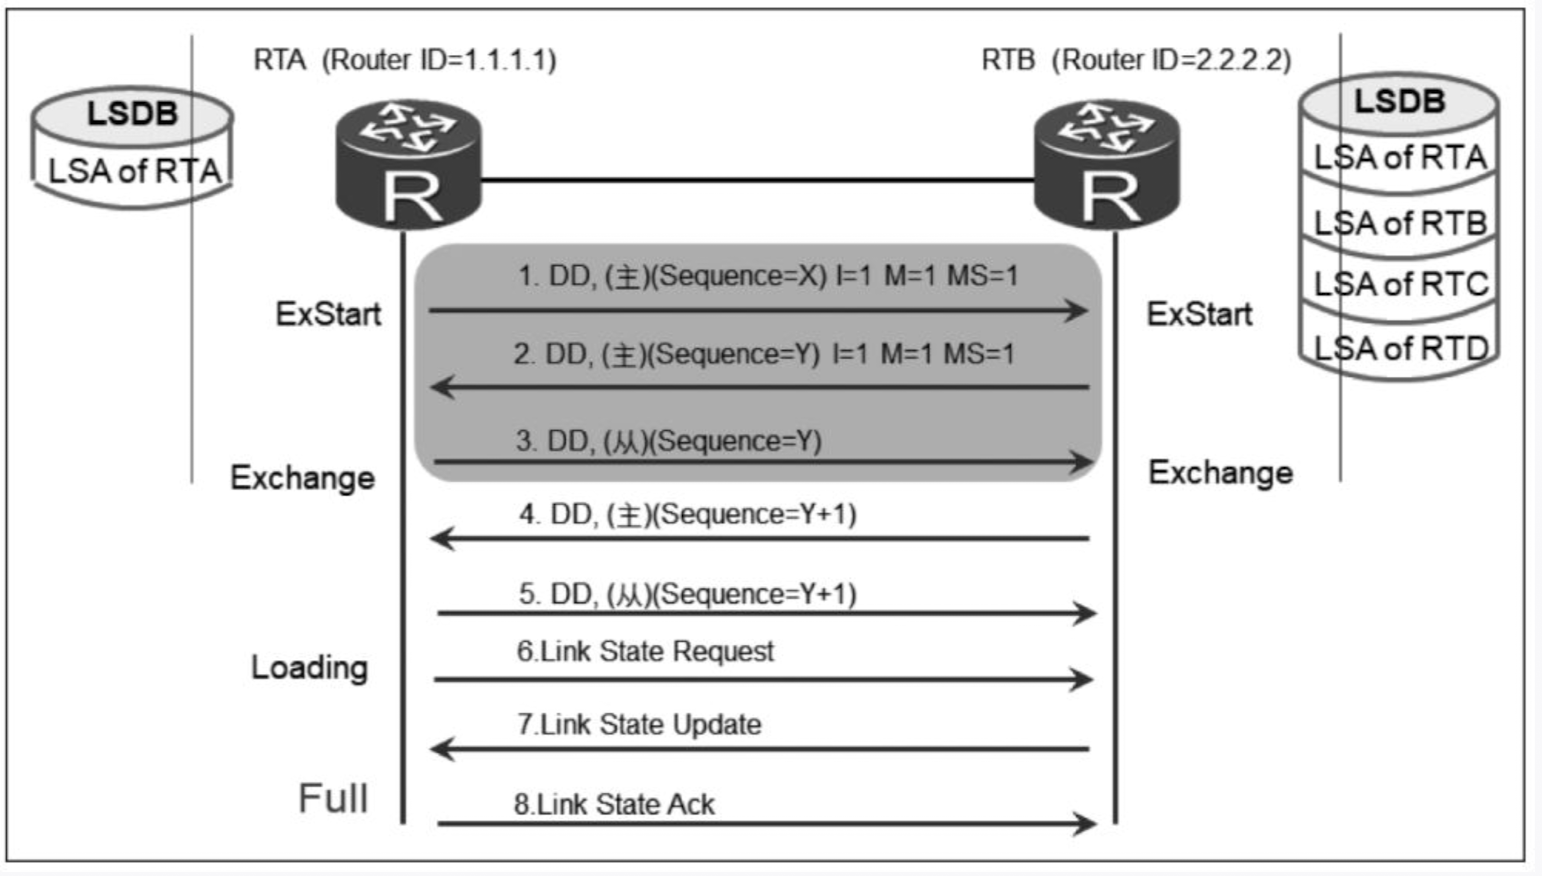 RTA (Router ID=1.1.1.1)
RTB (Router ID=2.2.2.2)
LSDB
LSA of RTA
LSDB
LSA of RTA
LSA of RTB
LSA of RTC
LSA of RTD
R
R
1. DD, (主)(Sequence=X) I=1 M=1 MS=1
ExStart
ExStart
2. DD, (主)(Sequence=Y) I=1 M=1 MS=1
3. DD, (从)(Sequence=Y)
Exchange
Exchange
4. DD, (主)(Sequence=Y+1)
5. DD, (从)(Sequence=Y+1)
6.Link State Request
Loading
7.Link State Update
Full
8.Link State Ack